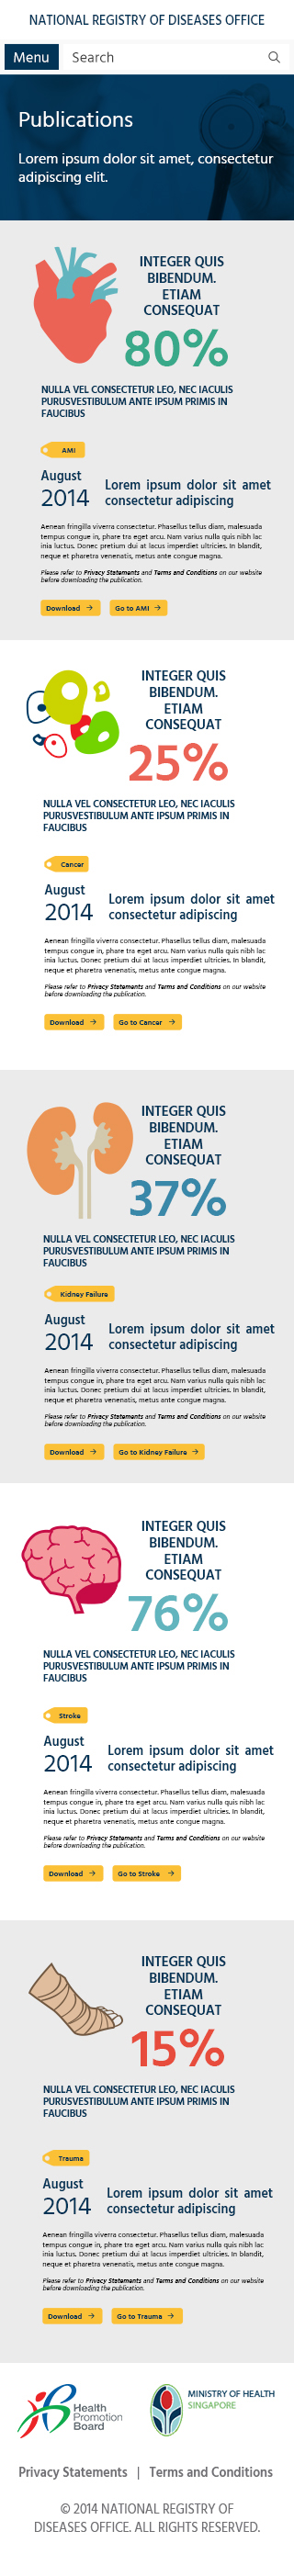 NATIONAL REGISTRY OF DISEASES OFFICE
Menu
Search
Publications
Lorem ipsum dolor sit amet, consectetur
adipiscing elit.
INTEGER QUIS
BIBENDUM.
ETIAM
CONSEQUAT
80%
NULLA VEL CONSECTETUR LEO, NEC IACULIS
PURUSVESTIBULUM ANTE IPSUM PRIMIS IN
FAUCIBUS
AMI
August
2014
Lorem ipsum dolor sit amet
consectetur adipiscing
Aenean fringilla viverra consectetur. Phasellus tellus diam, malesuada
tempus congue in, phare tra eget arcu. Nam varius nulla quis nibh lac
inia luctus. Donec pretium dui at lacus imperdiet ultricies. In blandit,
neque et pharetra venenatis, metus ante congue magna.
Please refer to Privacy Statements and Terms and Conditions on our website
before downloading the publication.
Download
Go to AMI
INTEGER QUIS
BIBENDUM.
ETIAM
CONSEQUAT
25%
NULLA VEL CONSECTETUR LEO, NEC IACULIS
PURUSVESTIBULUM ANTE IPSUM PRIMIS IN
FAUCIBUS
Cancer
August
2014
Lorem ipsum dolor sit amet
consectetur adipiscing
Aenean fringilla viverra consectetur. Phasellus tellus diam, malesuada
tempus congue in, phare tra eget arcu. Nam varius nulla quis nibh lac
inia luctus. Donec pretium dui at lacus imperdiet ultricies. In blandit,
neque et pharetra venenatis, metus ante congue magna.
Please refer to Privacy Statements and Terms and Conditions on our website
before downloading the publication.
Download
Go to Cancer
INTEGER QUIS
BIBENDUM.
ETIAM
CONSEQUAT
37%
NULLA VEL CONSECTETUR LEO, NEC IACULIS
PURUSVESTIBULUM ANTE IPSUM PRIMIS IN
FAUCIBUS
Kidney Failure
August
2014
Lorem ipsum dolor sit amet
consectetur adipiscing
Aenean fringilla viverra consectetur. Phasellus tellus diam, malesuada
tempus congue in, phare tra eget arcu. Nam varius nulla quis nibh lac
inia luctus. Donec pretium dui at lacus imperdiet ultricies. In blandit,
neque et pharetra venenatis, metus ante congue magna.
Please refer to Privacy Statements and Terms and Conditions on our website
before downloading the publication.
Download
Go to Kidney Failure
INTEGER QUIS
BIBENDUM.
ETIAM
CONSEQUAT
76%
NULLA VEL CONSECTETUR LEO, NEC IACULIS
PURUSVESTIBULUM ANTE IPSUM PRIMIS IN
FAUCIBUS
Stroke
August
2014
Lorem ipsum dolor sit amet
consectetur adipiscing
Aenean fringilla viverra consectetur. Phasellus tellus diam, malesuada
tempus congue in, phare tra eget arcu. Nam varius nulla quis nibh lac
inia luctus. Donec pretium dui at lacus imperdiet ultricies. In blandit,
neque et pharetra venenatis, metus ante congue magna.
Please refer to Privacy Statements and Terms and Conditions on our website
before downloading the publication.
Download
Go to Stroke
INTEGER QUIS
BIBENDUM.
ETIAM
CONSEQUAT
15%
NULLA VEL CONSECTETUR LEO, NEC IACULIS
PURUSVESTIBULUM ANTE IPSUM PRIMIS IN
FAUCIBUS
Trauma
August
2014
Lorem ipsum dolor sit amet
consectetur adipiscing
Aenean fringilla viverra consectetur. Phasellus tellus diam, malesuada
tempus congue in, phare tra eget arcu. Nam varius nulla quis nibh lac
inia luctus. Donec pretium dui at lacus imperdiet ultricies. In blandit,
neque et pharetra venenatis, metus ante congue magna.
Please refer to Privacy Statements and Terms and Conditions on our website
before downloading the publication.
Download
Go to Trauma
Health
Promotion
Board
MINISTRY OF HEALTH
SINGAPORE
Privacy Statements | Terms and Conditions
© 2014 NATIONAL REGISTRY OF
DISEASES OFFICE. ALL RIGHTS RESERVED.